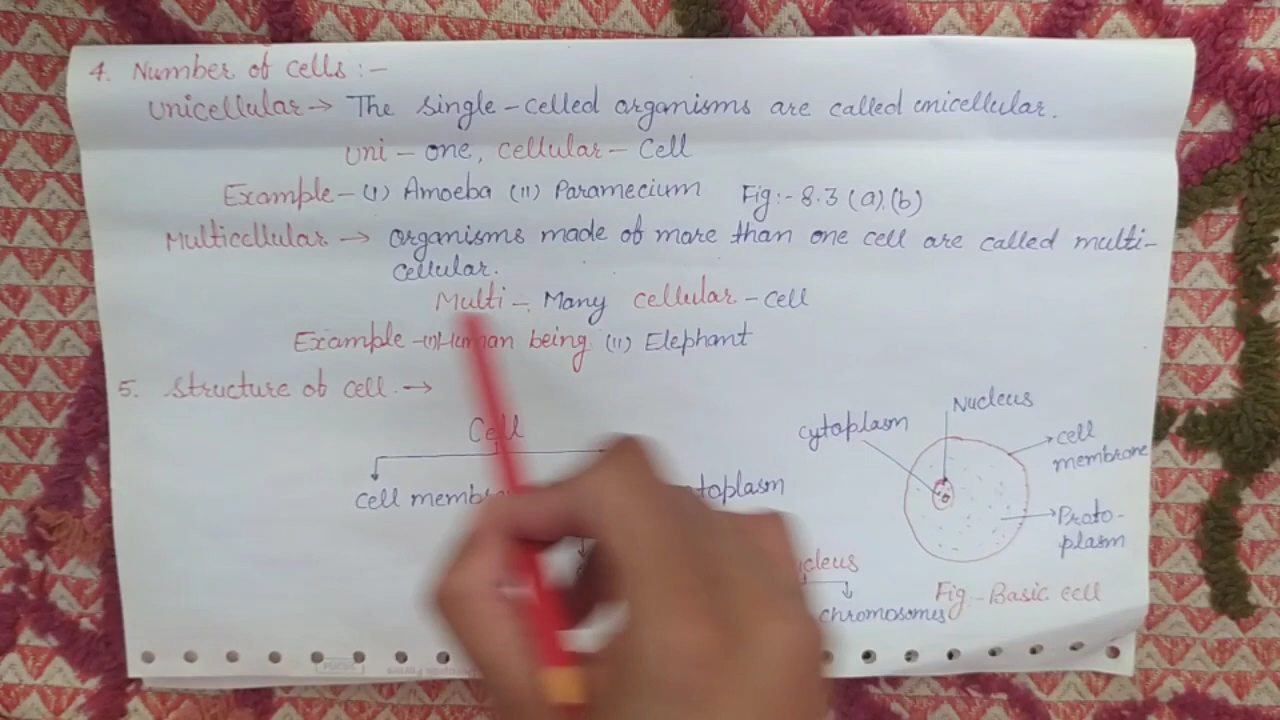 4. Number of cells :-
Unicellular → The single-celled organisms are called unicellular.
Uni - one, cellular - Cell
Example - (i) Amoeba (ii) Paramecium Fig:- 8.3 (a),(b)
Multicellular → organisms made of more than one cell are called multi-
cellular.
Multi - Many cellular - cell
Example - (i) Human being (ii) Elephant
5. Structure of cell. →
Cell
cell
Nucleus
cytoplasm
cell
membrane
Proto-
plasm
Fig - Basic cell
chromosomes